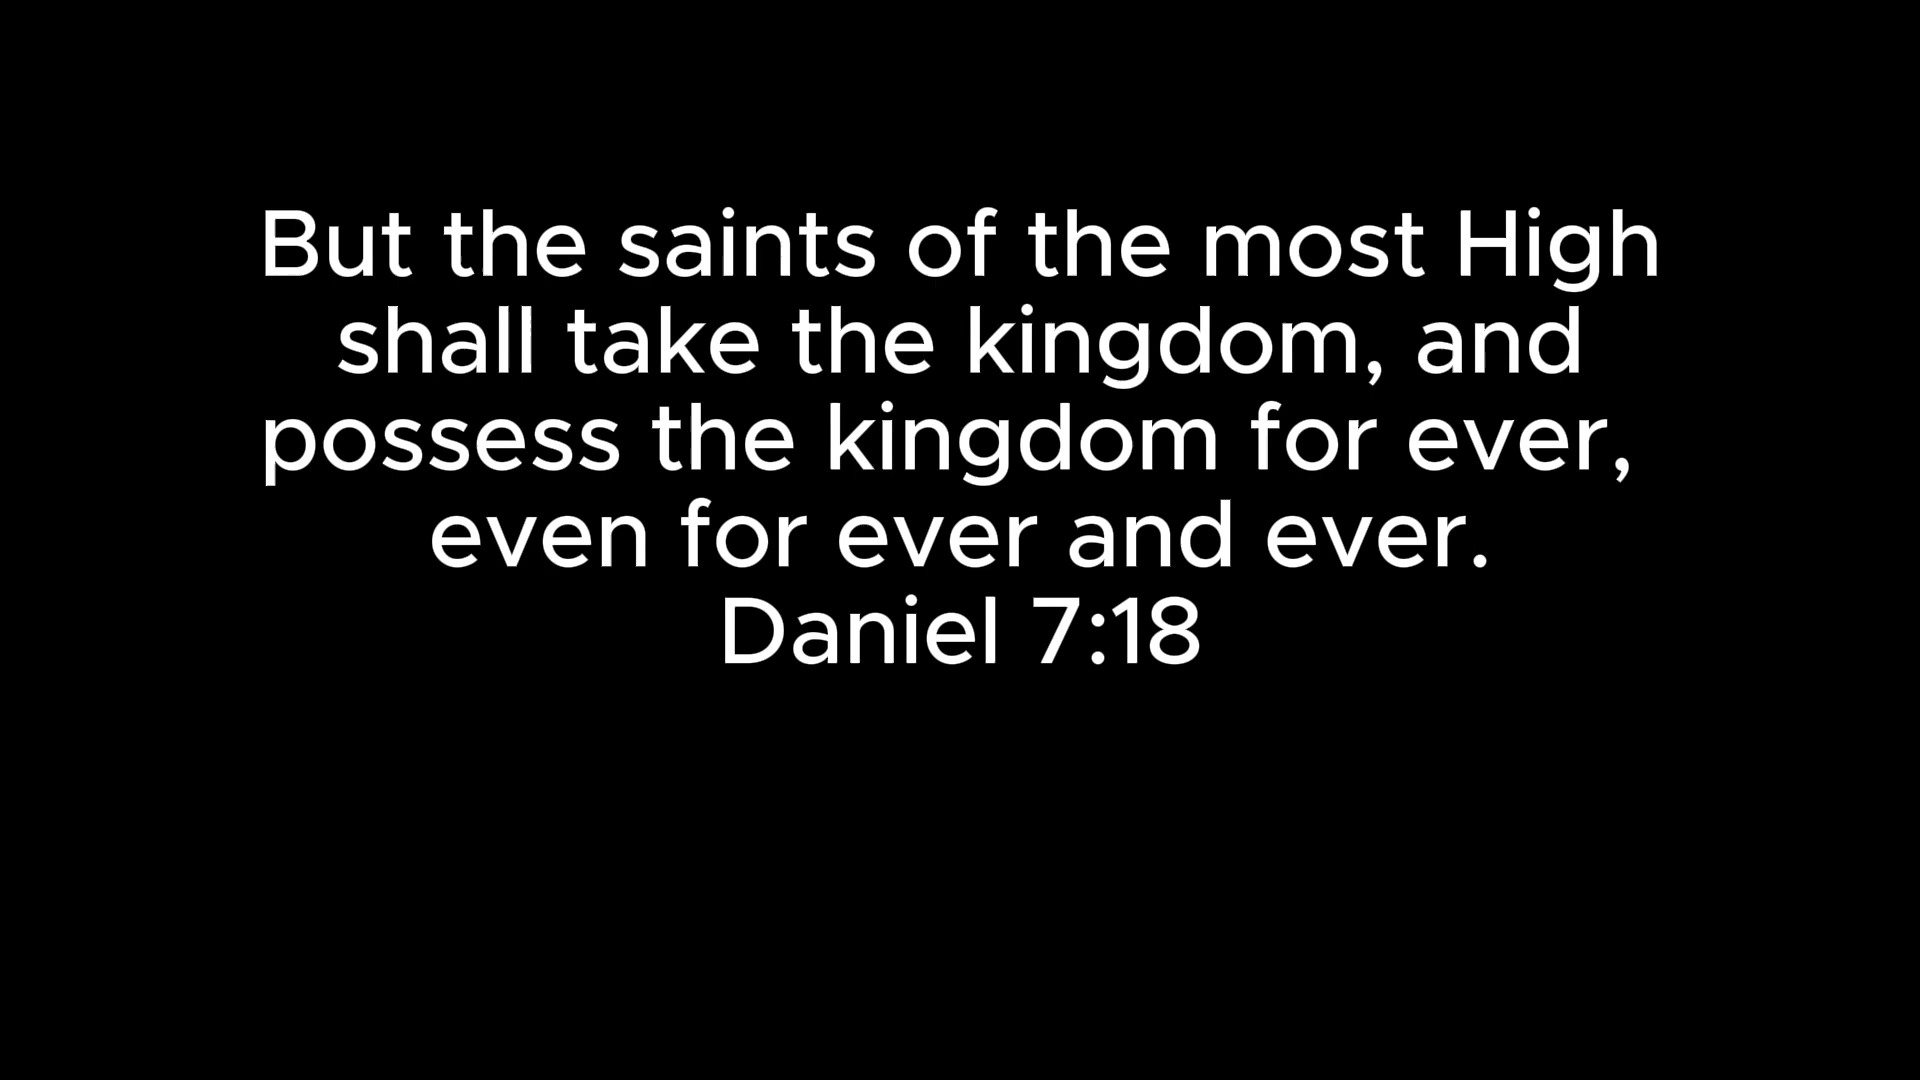 But the saints of the most High
shall take the kingdom, and
possess the kingdom for ever,
even for ever and ever.
Daniel 7:18